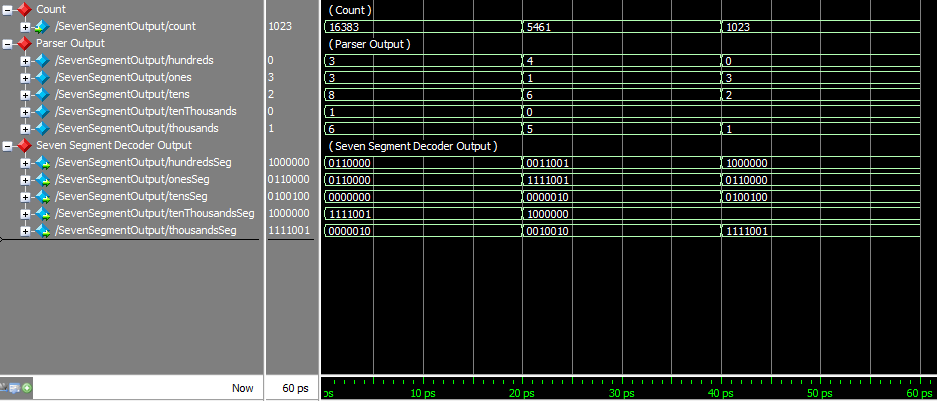 Count ( Count )
/SevenSegmentOutput/count 1023 16383 5461 1023
Parser Output ( Parser Output )
/SevenSegmentOutput/hundreds 0 3 4 0
/SevenSegmentOutput/ones 3 3 1 3
/SevenSegmentOutput/tens 2 8 6 2
/SevenSegmentOutput/tenThousands 0 1 0
/SevenSegmentOutput/thousands 1 6 5 1
Seven Segment Decoder Output ( Seven Segment Decoder Output )
/SevenSegmentOutput/hundredsSeg 1000000 0110000 0011001 1000000
/SevenSegmentOutput/onesSeg 0110000 0110000 1111001 0110000
/SevenSegmentOutput/tensSeg 0100100 0000000 0000010 0100100
/SevenSegmentOutput/tenThousandsSeg 1000000 1111001 1000000
/SevenSegmentOutput/thousandsSeg 1111001 0000010 0010010 1111001
Now 60 ps
ps 10 ps 20 ps 30 ps 40 ps 50 ps 60 ps